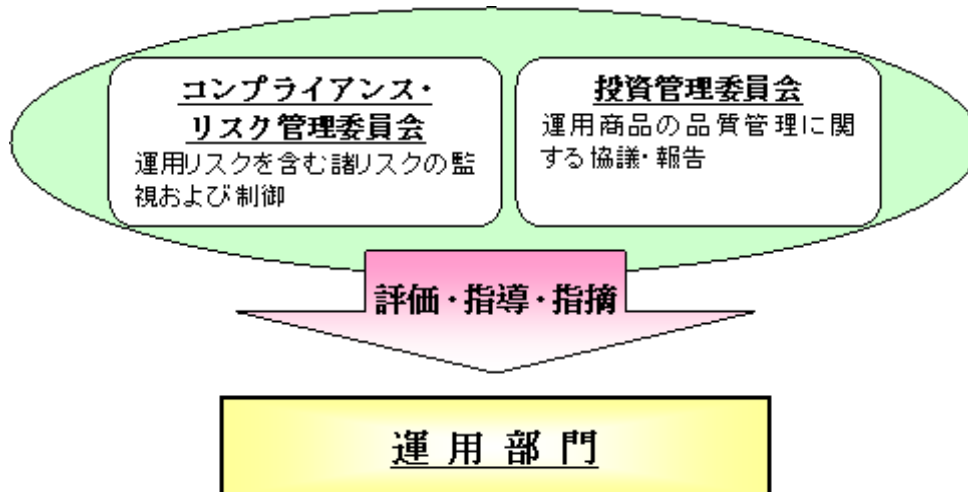 コンプライアンス・
リスク管理委員会
運用リスクを含む諸リスクの監
視および制御
投資管理委員会
運用商品の品質管理に関
する協議・報告
評価・指導・指摘
運用部門